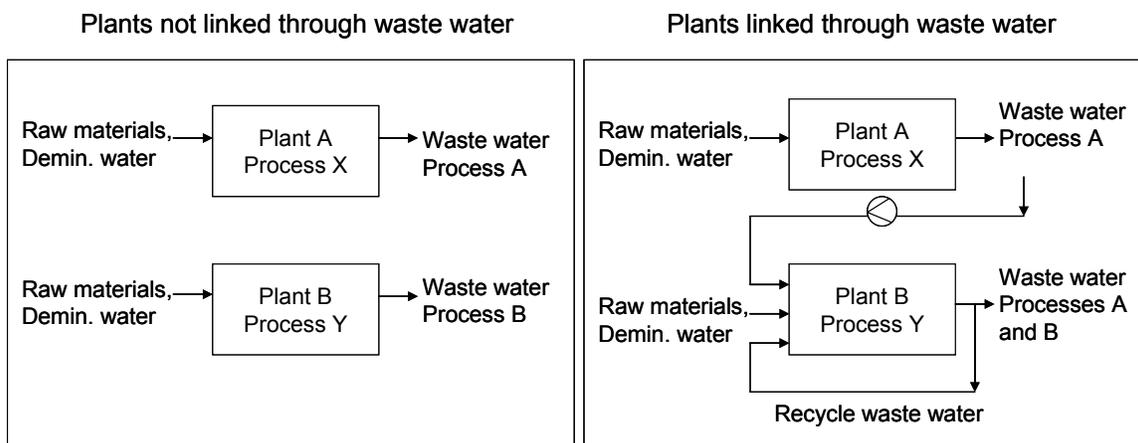 Plants not linked through waste water
Raw materials,
Demin. water
Plant A
Process X
Waste water
Process A
Raw materials,
Demin. water
Plant B
Process Y
Waste water
Process B
Plants linked through waste water
Raw materials,
Demin. water
Plant A
Process X
Waste water
Process A
Raw materials,
Demin. water
Plant B
Process Y
Waste water
Processes A
and B
Recycle waste water